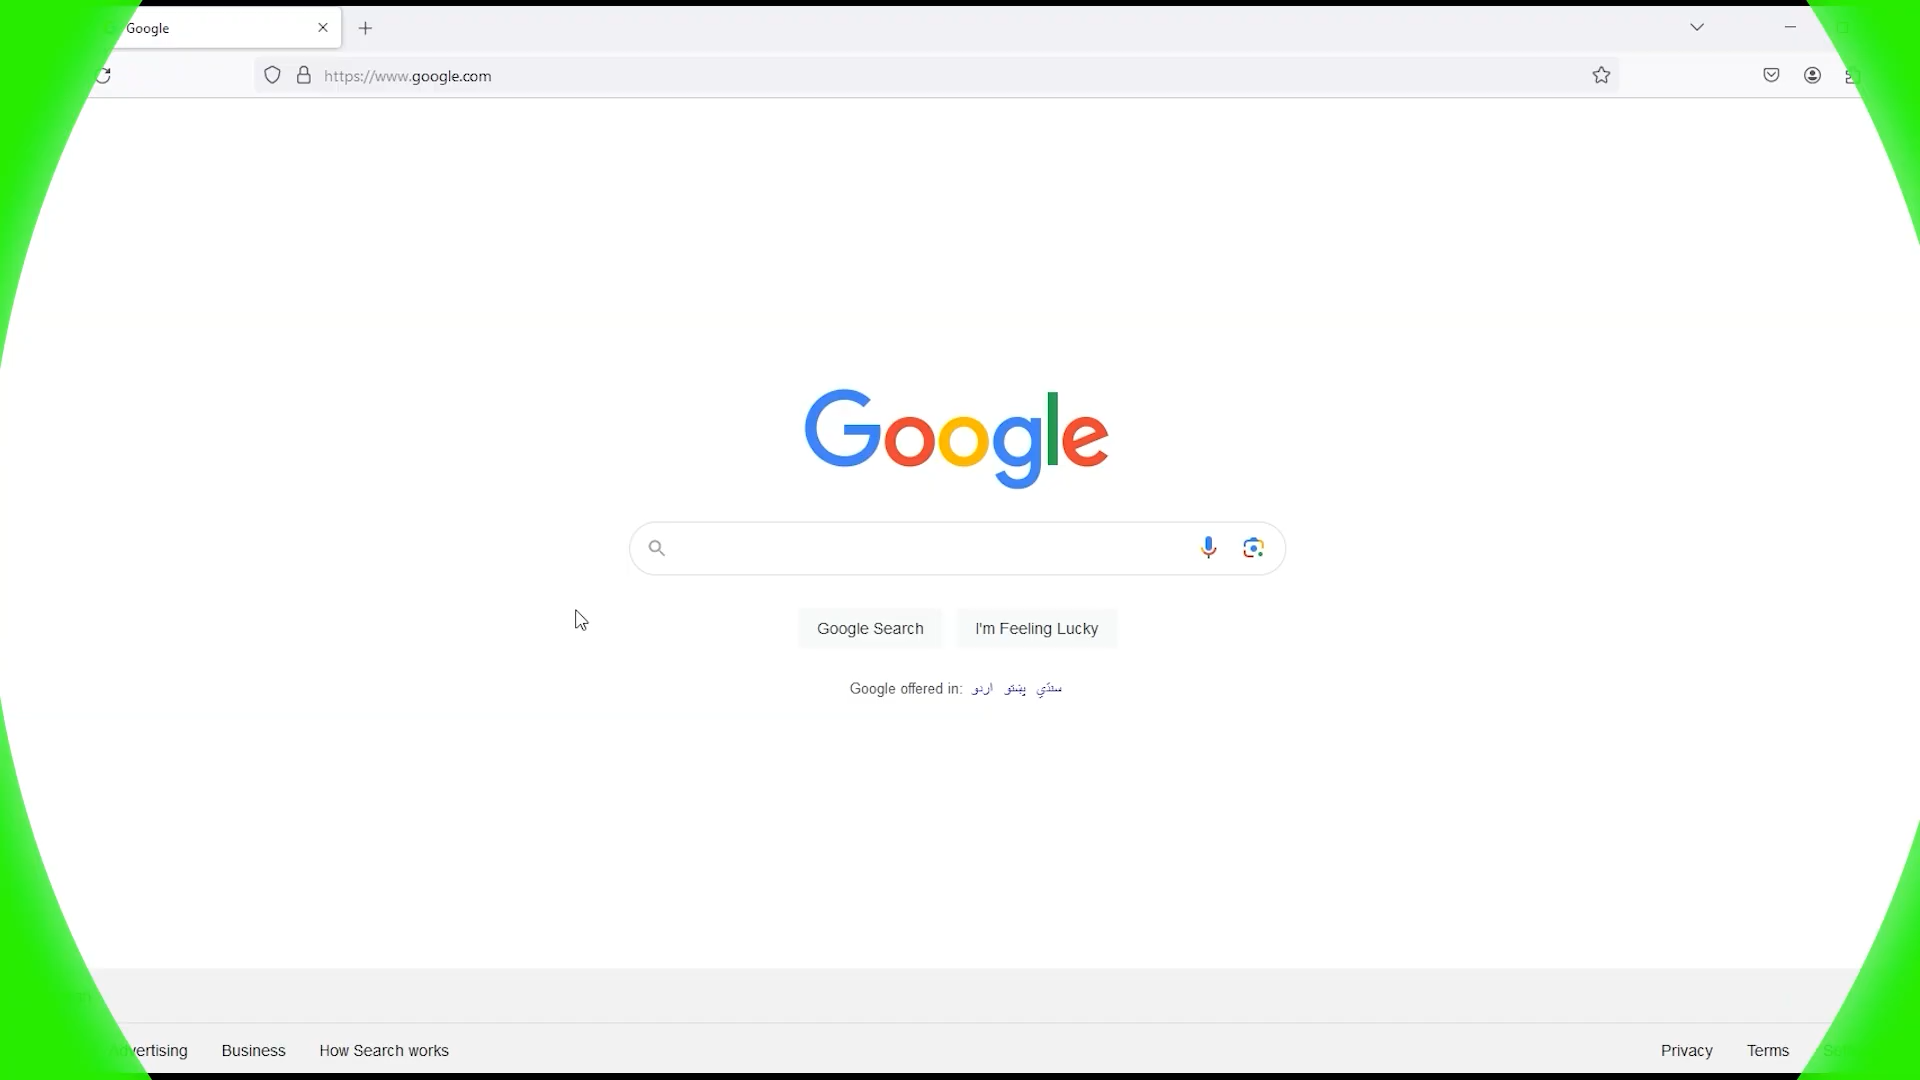 Google
https://www.google.com
Google
Google Search
I'm Feeling Lucky
Google offered in: اردو پښتو سنڌي
Advertising Business How Search works
Privacy Terms